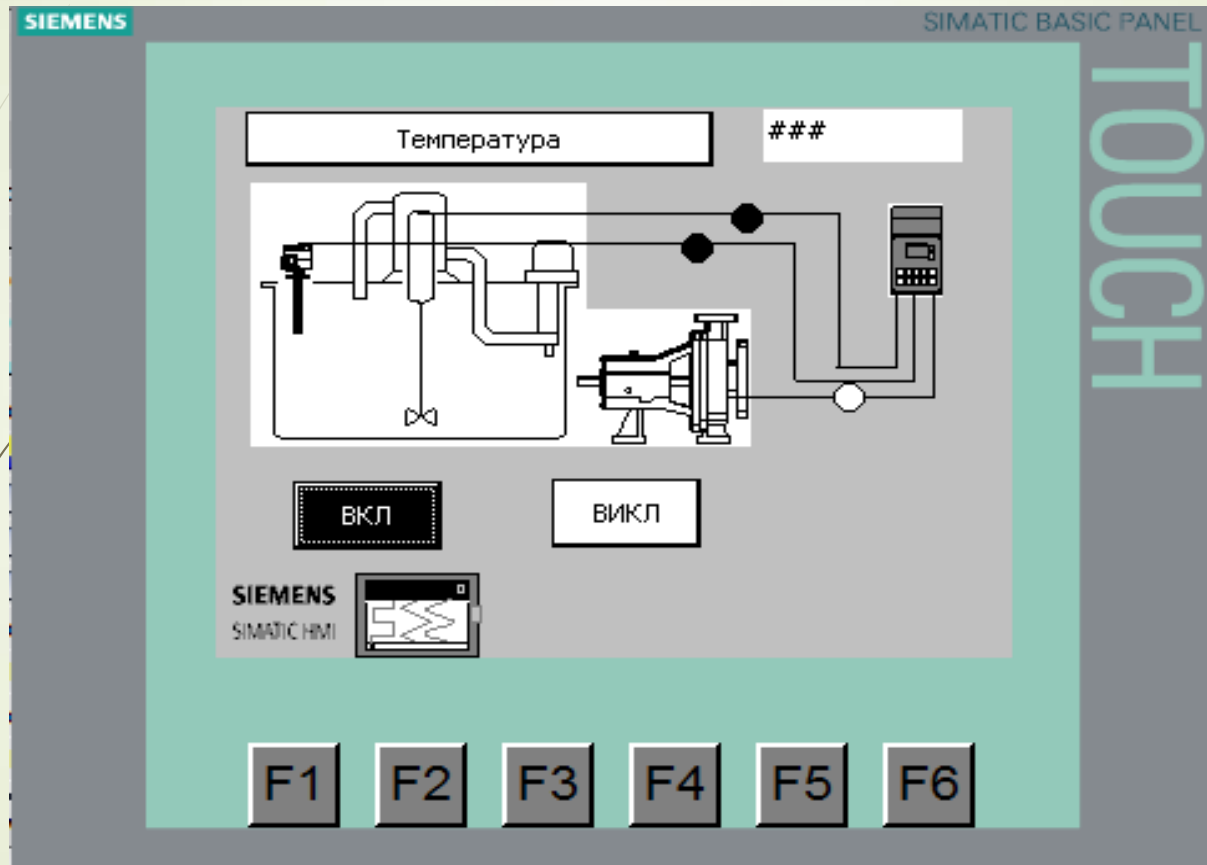 SIEMENS
SIMATIC BASIC PANEL
TOUCH
Температура
###
ВКЛ
ВИКЛ
SIEMENS
SIMATIC HMI
F1
F2
F3
F4
F5
F6